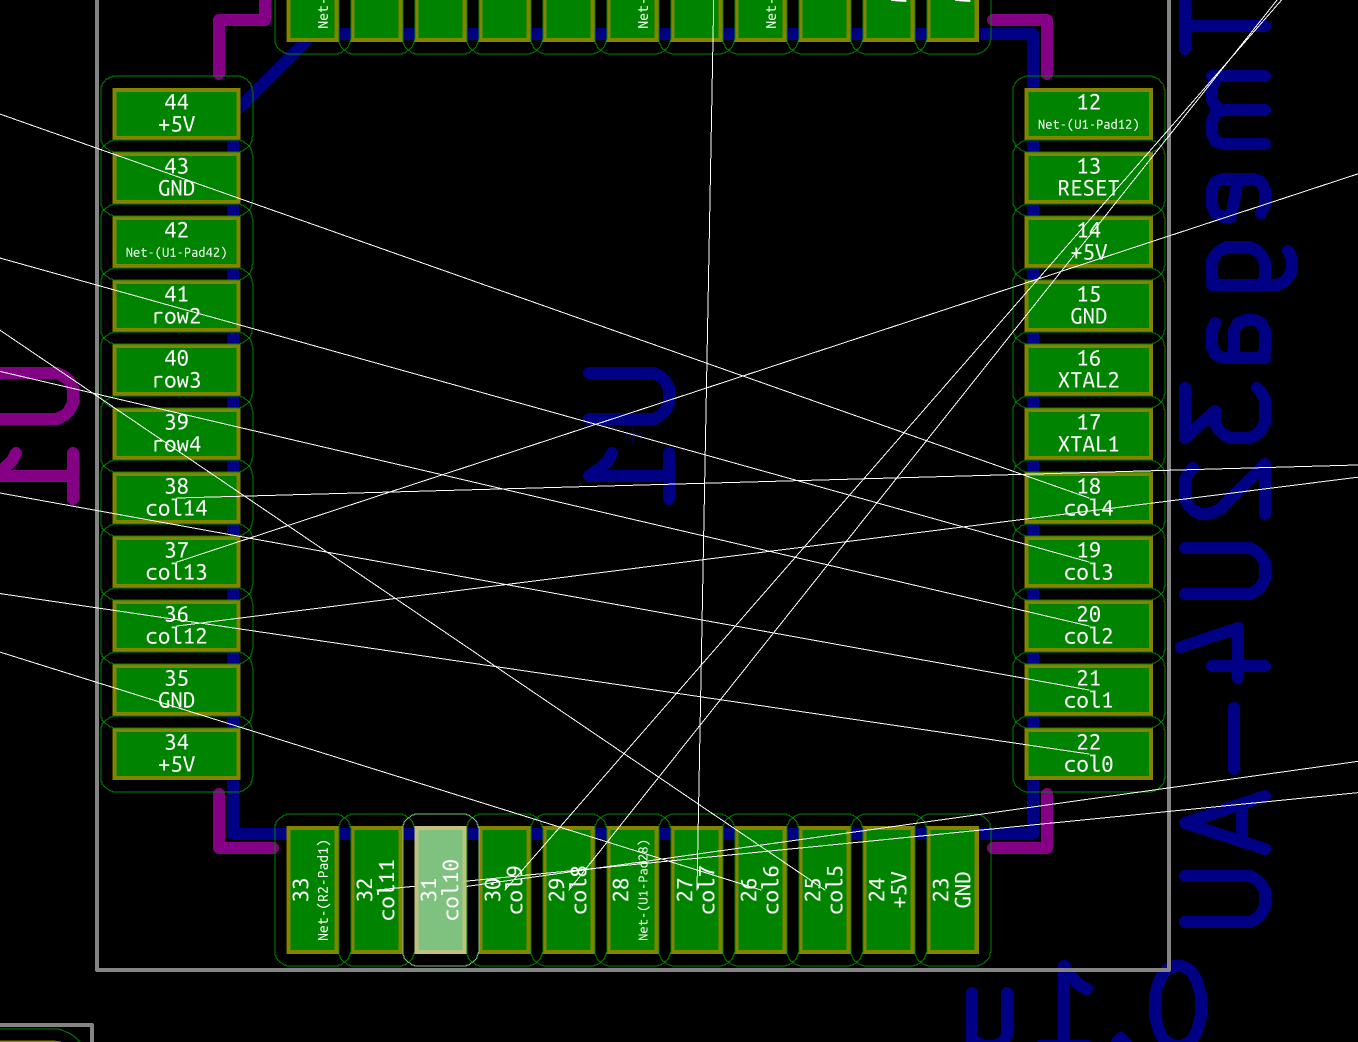 Net-
Net-
Net-
44
+5V
43
GND
42
Net-(U1-Pad42)
41
row2
40
row3
39
row4
38
col14
37
col13
36
col12
35
GND
34
+5V
U1
U1
12
Net-(U1-Pad12)
13
RESET
14
+5V
15
GND
16
XTAL2
17
XTAL1
18
col4
19
col3
20
col2
21
col1
22
col0
33
Net-(R2-Pad1)
32
col11
31
col10
30
col9
29
col8
28
Net-(U1-Pad28)
27
col7
26
col6
25
col5
24
+5V
23
GND
Tmega32U4-AU
0.1u